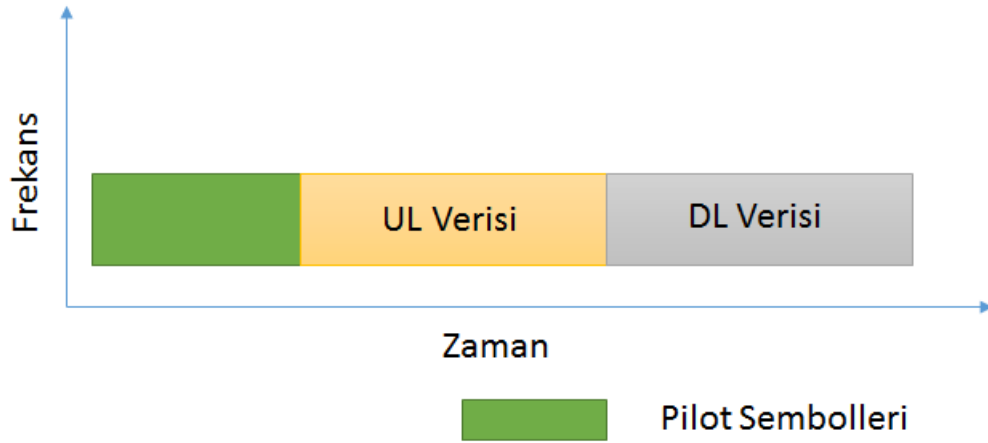 Frekans
UL Verisi
DL Verisi
Zaman
Pilot Sembolleri